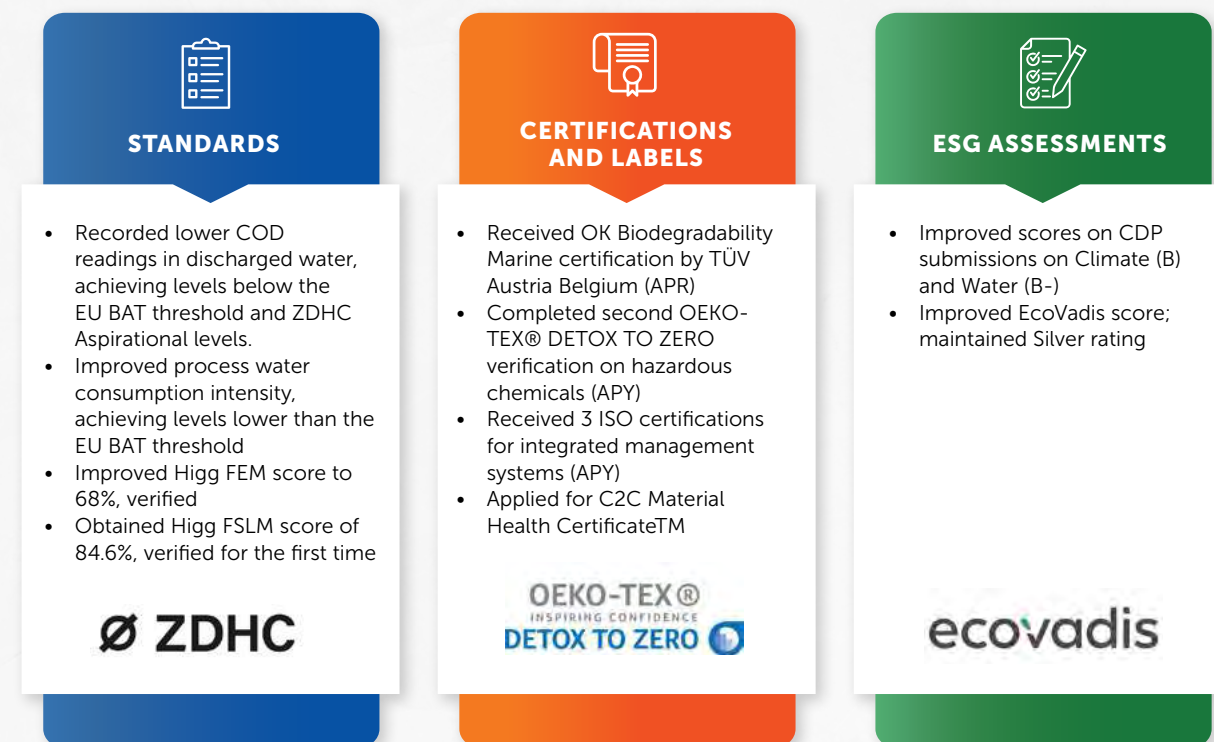 STANDARDS
• Recorded lower COD
readings in discharged water,
achieving levels below the
EU BAT threshold and ZDHC
Aspirational levels.
• Improved process water
consumption intensity,
achieving levels lower than the
EU BAT threshold
• Improved Higg FEM score to
68%, verified
• Obtained Higg FSLM score of
84.6%, verified for the first time
ZDHC
CERTIFICATIONS
AND LABELS
• Received OK Biodegradability
Marine certification by TÜV
Austria Belgium (APR)
• Completed second OEKO-
TEX® DETOX TO ZERO
verification on hazardous
chemicals (APY)
• Received 3 ISO certifications
for integrated management
systems (APY)
• Applied for C2C Material
Health CertificateTM
OEKO-TEX®
INSPIRING CONFIDENCE
DETOX TO ZERO
ESG ASSESSMENTS
• Improved scores on CDP
submissions on Climate (B)
and Water (B-)
• Improved EcoVadis score;
maintained Silver rating
ecovadis